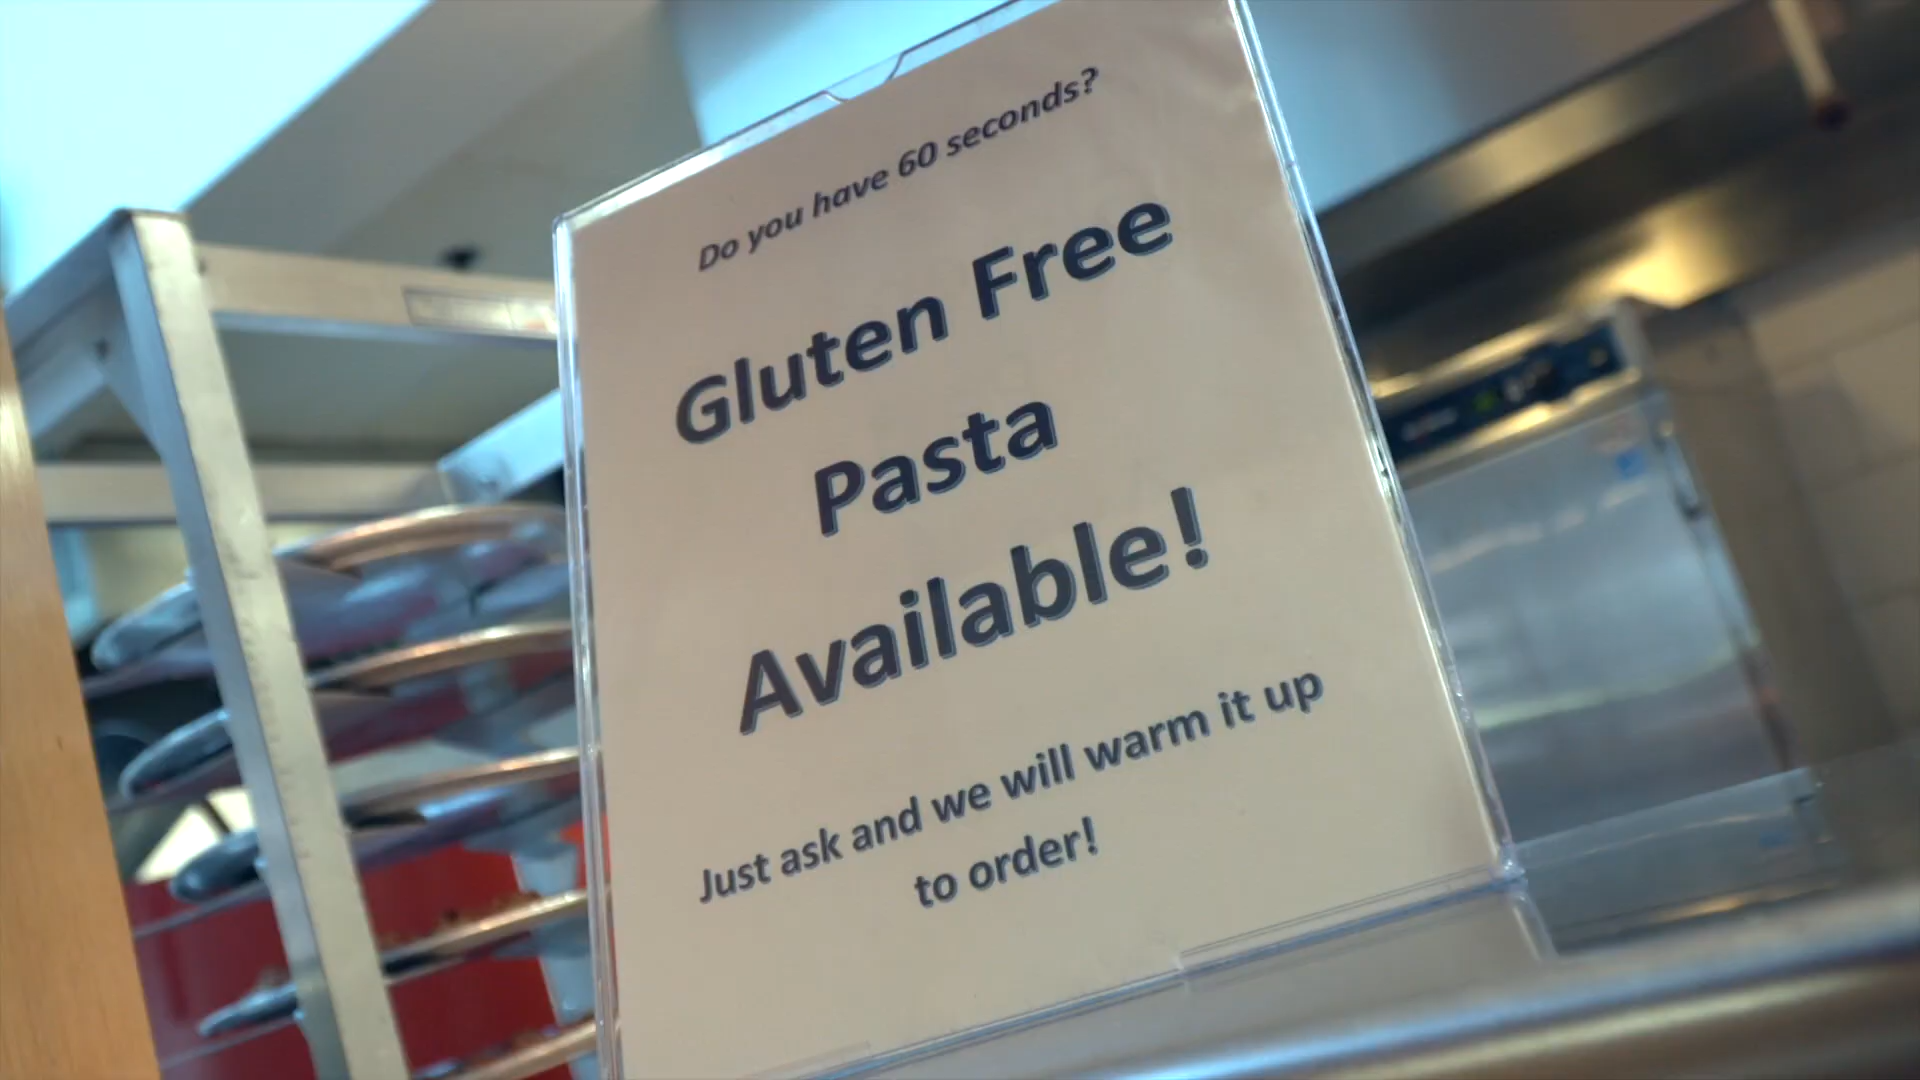 Do you have 60 seconds?
Gluten Free
Pasta
Available!
Just ask and we will warm it up
to order!